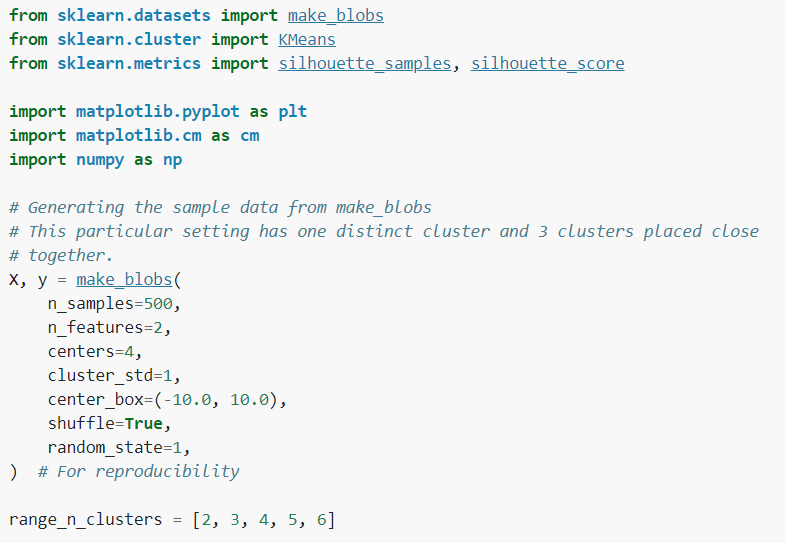 from sklearn.datasets import make_blobs
from sklearn.cluster import KMeans
from sklearn.metrics import silhouette_samples, silhouette_score

import matplotlib.pyplot as plt
import matplotlib.cm as cm
import numpy as np

# Generating the sample data from make_blobs
# This particular setting has one distinct cluster and 3 clusters placed close
# together.
X, y = make_blobs(
    n_samples=500,
    n_features=2,
    centers=4,
    cluster_std=1,
    center_box=(-10.0, 10.0),
    shuffle=True,
    random_state=1,
)  # For reproducibility

range_n_clusters = [2, 3, 4, 5, 6]